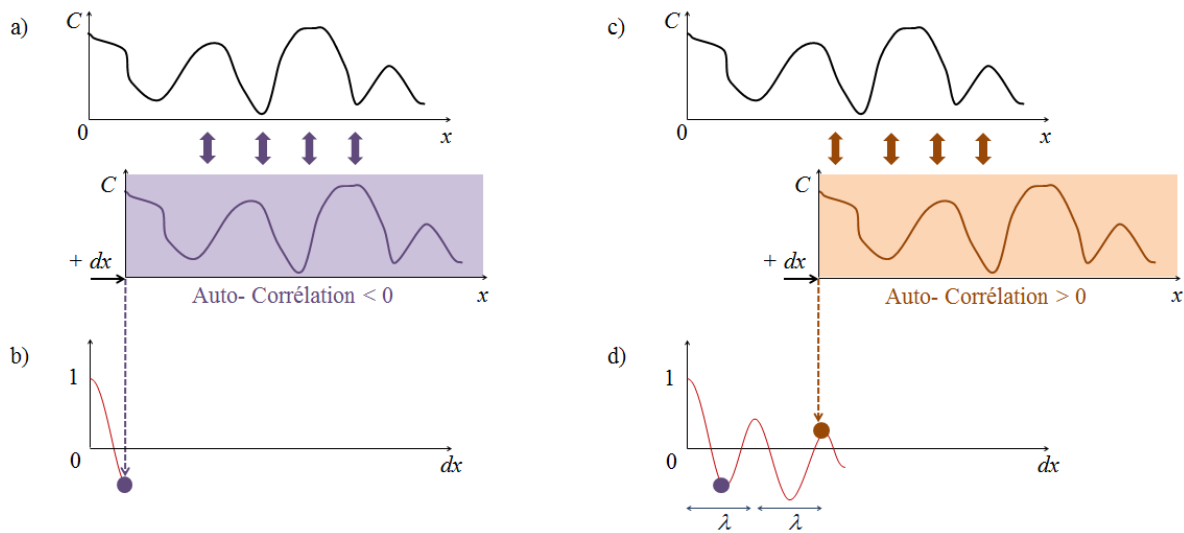 a)
C
0
x
C
+ dx
Auto- Corrélation < 0
x
b)
1
0
dx
c)
C
0
x
C
+ dx
Auto- Corrélation > 0
x
d)
1
0
dx
λ
λ